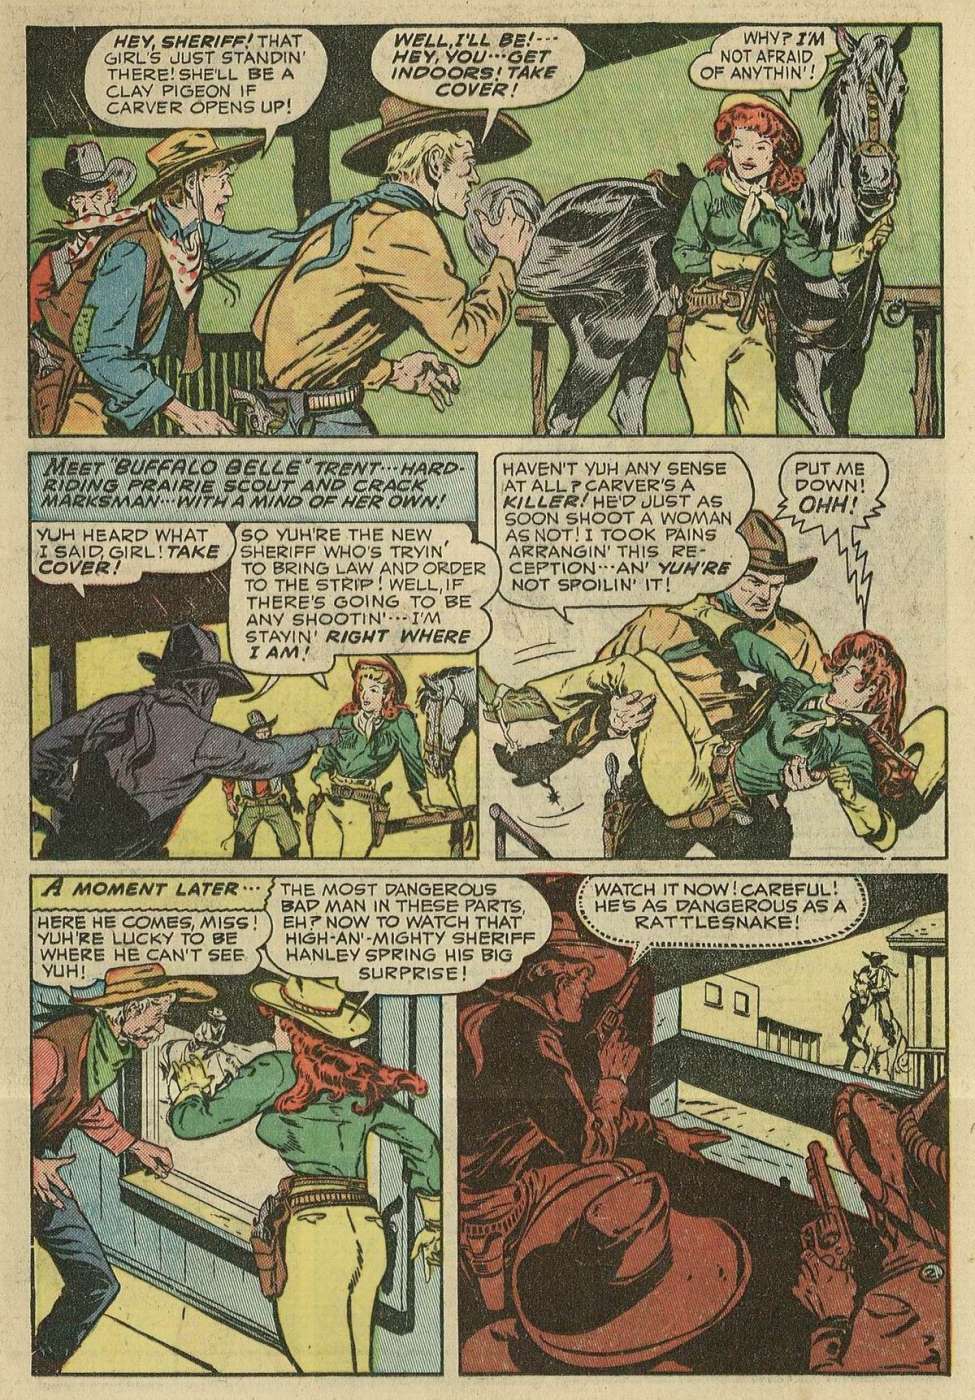 HEY, SHERIFF! THAT
GIRL'S JUST STANDIN'
THERE! SHE'LL BE A
CLAY PIGEON IF
CARVER OPENS UP!
WELL, I'LL BE!---
HEY, YOU---GET
INDOORS! TAKE
COVER!
WHY? I'M
NOT AFRAID
OF ANYTHIN'!
MEET "BUFFALO BELLE" TRENT---HARD-
RIDING PRAIRIE SCOUT AND CRACK
MARKSMAN---WITH A MIND OF HER OWN!
YUH HEARD WHAT
I SAID, GIRL! TAKE
COVER!
SO YUH'RE THE NEW
SHERIFF WHO'S TRYIN'
TO BRING LAW AND ORDER
TO THE STRIP! WELL, IF
THERE'S GOING TO BE
ANY SHOOTIN'---I'M
STAYIN' RIGHT WHERE
I AM!
HAVEN'T YUH ANY SENSE
AT ALL? CARVER'S A
KILLER! HE'D JUST AS
SOON SHOOT A WOMAN
AS NOT! I TOOK PAINS
ARRANGIN' THIS RE-
CEPTION---AN' YUH'RE
NOT SPOILIN' IT!
PUT ME
DOWN!
OHH!
A MOMENT LATER---
HERE HE COMES, MISS!
YUH'RE LUCKY TO BE
WHERE HE CAN'T SEE
YUH!
THE MOST DANGEROUS
BAD MAN IN THESE PARTS,
EH? NOW TO WATCH THAT
HIGH-AN'-MIGHTY SHERIFF
HANLEY SPRING HIS BIG
SURPRISE!
WATCH IT NOW! CAREFUL!
HE'S AS DANGEROUS AS A
RATTLESNAKE!
2